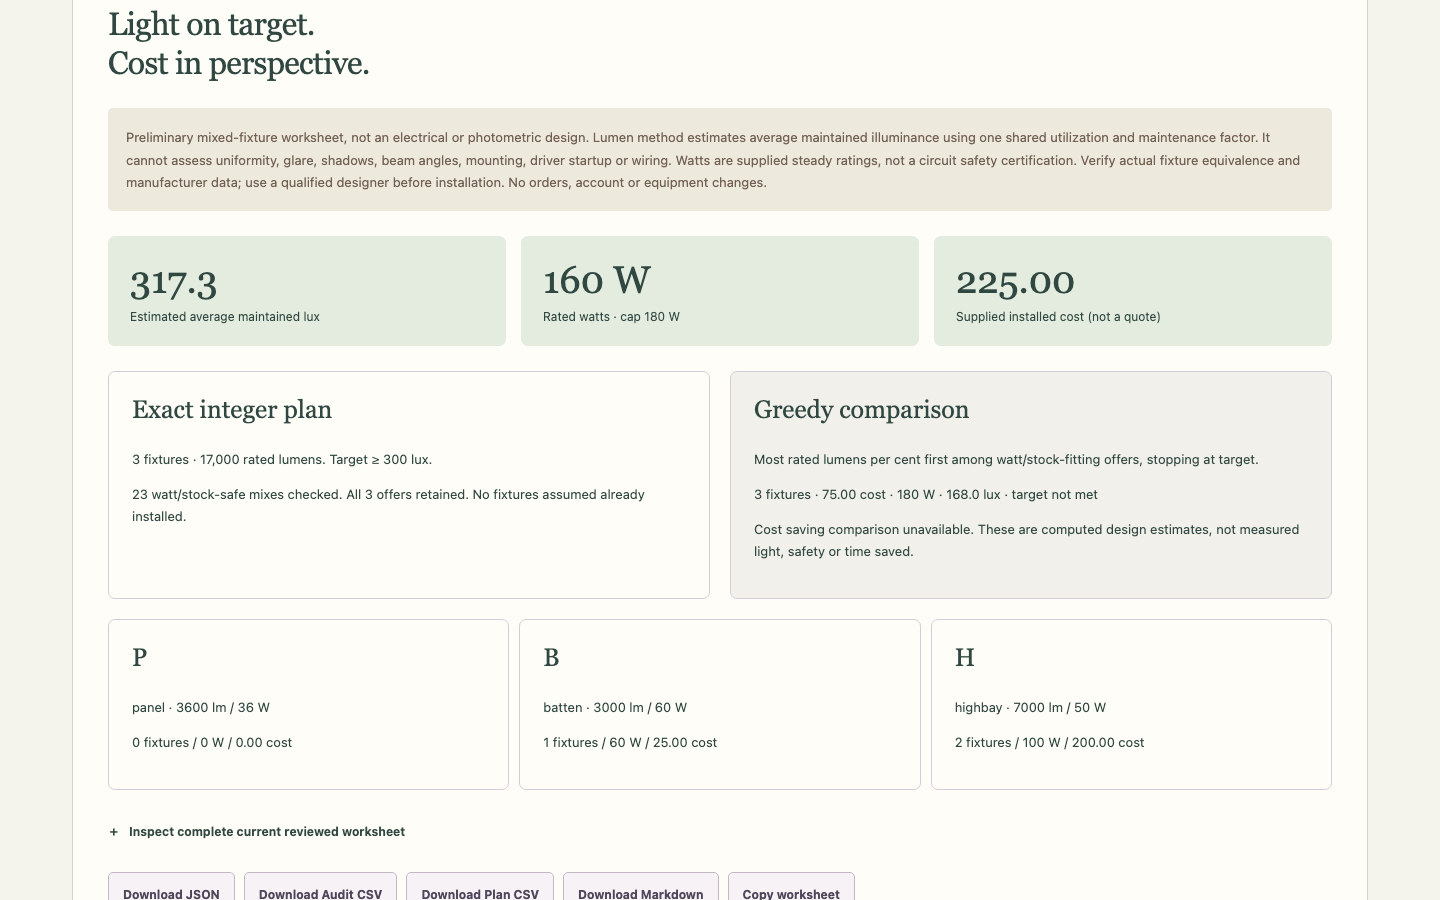 Light on target.
Cost in perspective.
Preliminary mixed-fixture worksheet, not an electrical or photometric design. Lumen method estimates average maintained illuminance using one shared utilization and maintenance factor. It
cannot assess uniformity, glare, shadows, beam angles, mounting, driver startup or wiring. Watts are supplied steady ratings, not a circuit safety certification. Verify actual fixture equivalence and
manufacturer data; use a qualified designer before installation. No orders, account or equipment changes.
317.3
Estimated average maintained lux
160 W
Rated watts · cap 180 W
225.00
Supplied installed cost (not a quote)
Exact integer plan
3 fixtures · 17,000 rated lumens. Target ≥ 300 lux.
23 watt/stock-safe mixes checked. All 3 offers retained. No fixtures assumed already
installed.
Greedy comparison
Most rated lumens per cent first among watt/stock-fitting offers, stopping at target.
3 fixtures · 75.00 cost · 180 W · 168.0 lux · target not met
Cost saving comparison unavailable. These are computed design estimates, not measured
light, safety or time saved.
P
panel · 3600 lm / 36 W
0 fixtures / 0 W / 0.00 cost
B
batten · 3000 lm / 60 W
1 fixtures / 60 W / 25.00 cost
H
highbay · 7000 lm / 50 W
2 fixtures / 100 W / 200.00 cost
+ Inspect complete current reviewed worksheet
Download JSON
Download Audit CSV
Download Plan CSV
Download Markdown
Copy worksheet